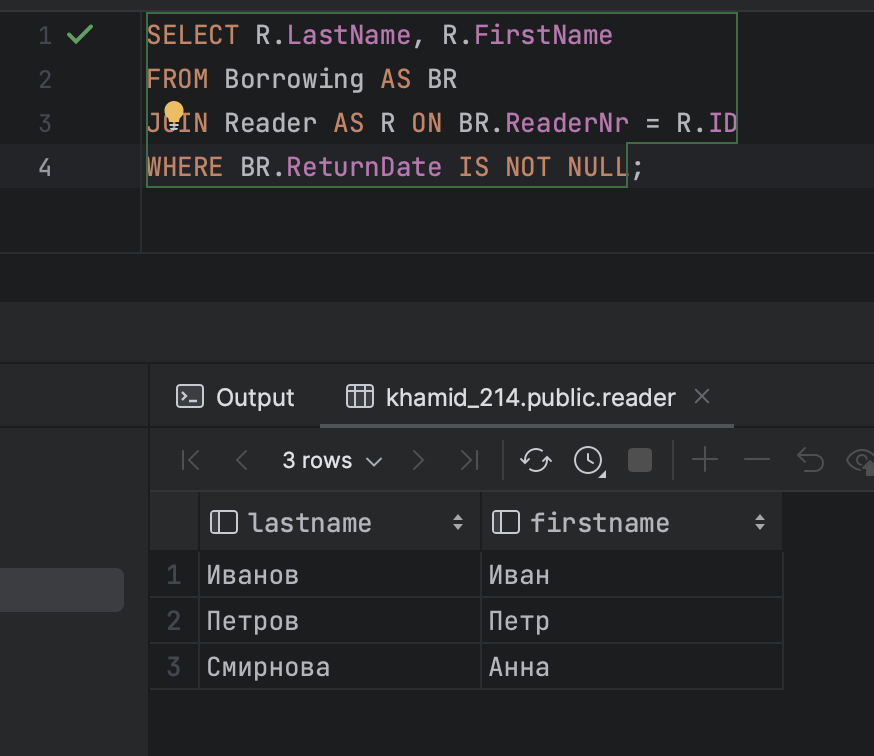 1 SELECT R.LastName, R.FirstName
2 FROM Borrowing AS BR
3 JOIN Reader AS R ON BR.ReaderNr = R.ID
4 WHERE BR.ReturnDate IS NOT NULL;
Output khamid_214.public.reader
3 rows
lastname firstname
1 Иванов Иван
2 Петров Петр
3 Смирнова Анна